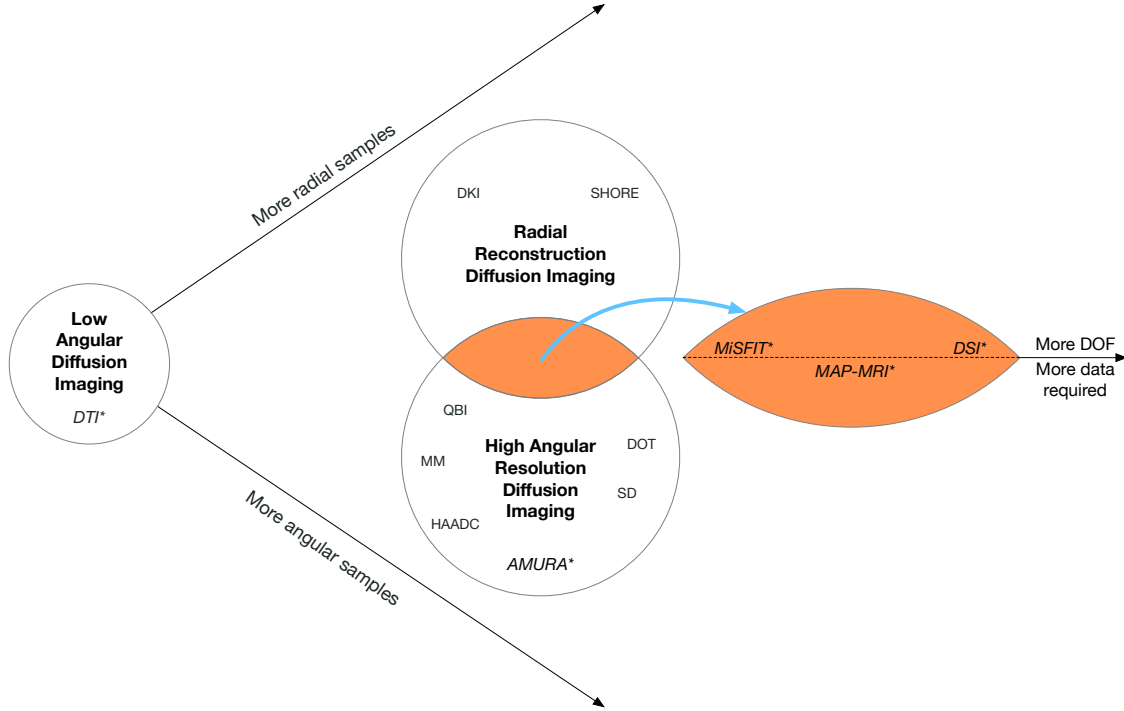 More radial samples
DKI
SHORE
Radial
Reconstruction
Diffusion Imaging
Low
Angular
Diffusion
Imaging
DTI*
MiSFIT*
DSI*
MAP-MRI*
More DOF
More data
required
QBI
MM
HAADC
High Angular
Resolution
Diffusion
Imaging
DOT
SD
AMURA*
More angular samples